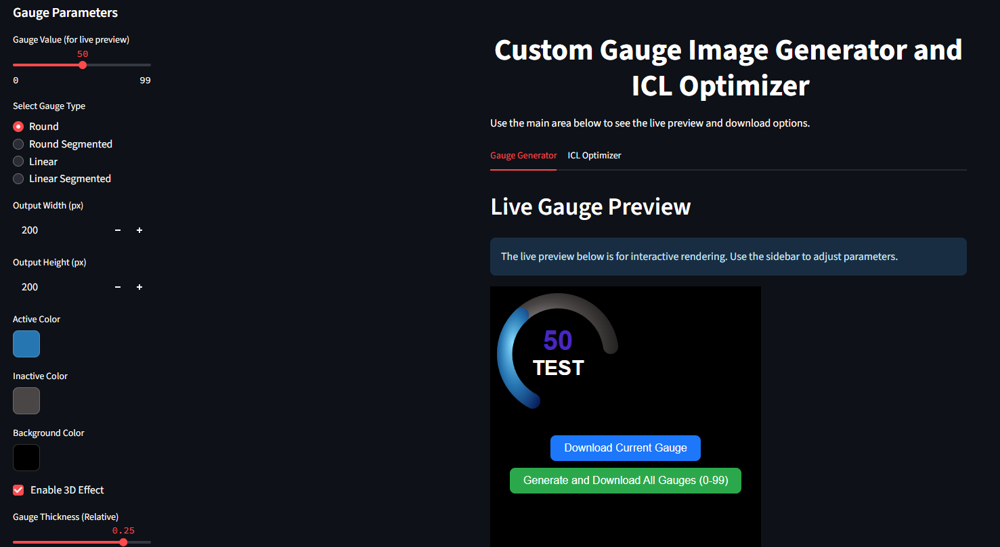 Gauge Parameters
Gauge Value (for live preview)
50
0 99
Select Gauge Type
Round
Round Segmented
Linear
Linear Segmented
Output Width (px)
200 − +
Output Height (px)
200 − +
Active Color
Inactive Color
Background Color
Enable 3D Effect
Gauge Thickness (Relative)
0.25
Custom Gauge Image Generator and
ICL Optimizer
Use the main area below to see the live preview and download options.
Gauge Generator ICL Optimizer
Live Gauge Preview
The live preview below is for interactive rendering. Use the sidebar to adjust parameters.
50
TEST
Download Current Gauge
Generate and Download All Gauges (0-99)